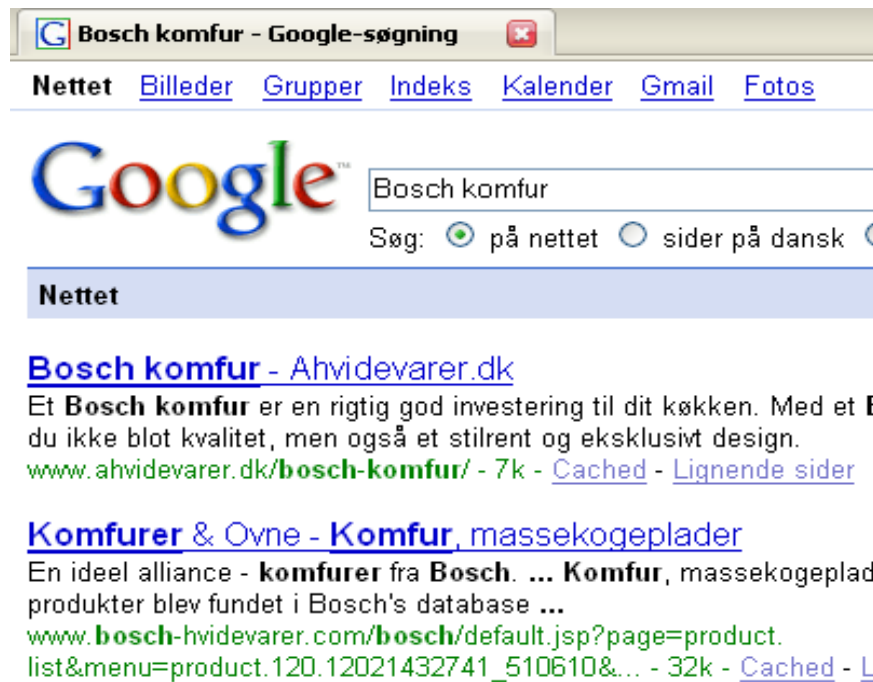 Bosch komfur - Google-søgning
Nettet Billeder Grupper Indeks Kalender Gmail Fotos
Google™
Bosch komfur
Søg: på nettet sider på dansk
Nettet
Bosch komfur - Ahvidevarer.dk
Et Bosch komfur er en rigtig god investering til dit køkken. Med et
du ikke blot kvalitet, men også et stilrent og eksklusivt design.
www.ahvidevarer.dk/bosch-komfur/ - 7k - Cached - Lignende sider
Komfurer & Ovne - Komfur, massekogeplader
En ideel alliance - komfurer fra Bosch. ... Komfur, massekogeplad
produkter blev fundet i Bosch's database ...
www.bosch-hvidevarer.com/bosch/default.jsp?page=product.
list&menu=product.120.12021432741_510610&... - 32k - Cached -